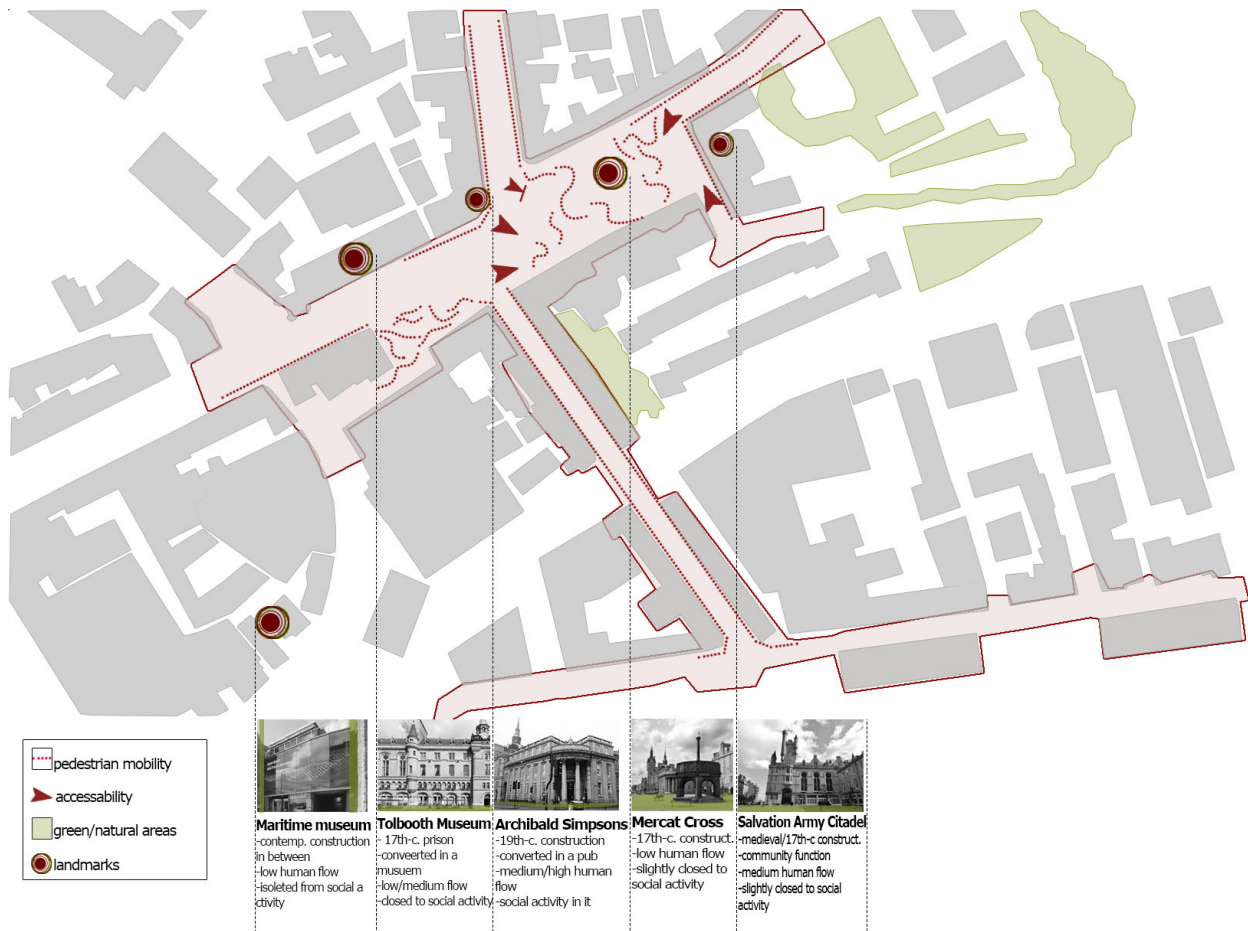 pedestrian mobility
accessability
green/natural areas
landmarks
Maritime museum
-contemp. construction
in between
-low human flow
-isoleted from social a
ctivity
Tolbooth Museum
- 17th-c. prison
-conveerted in a
musuem
-low/medium flow
-closed to social activity
Archibald Simpsons
-19th-c. construction
-converted in a pub
-medium/high human
flow
-social activity in it
Mercat Cross
-17th-c. construct.
-low human flow
-slightly closed to
social activity
Salvation Army Citadel
-medieval/17th-c construct.
-community function
-medium human flow
-slightly closed to social
activity